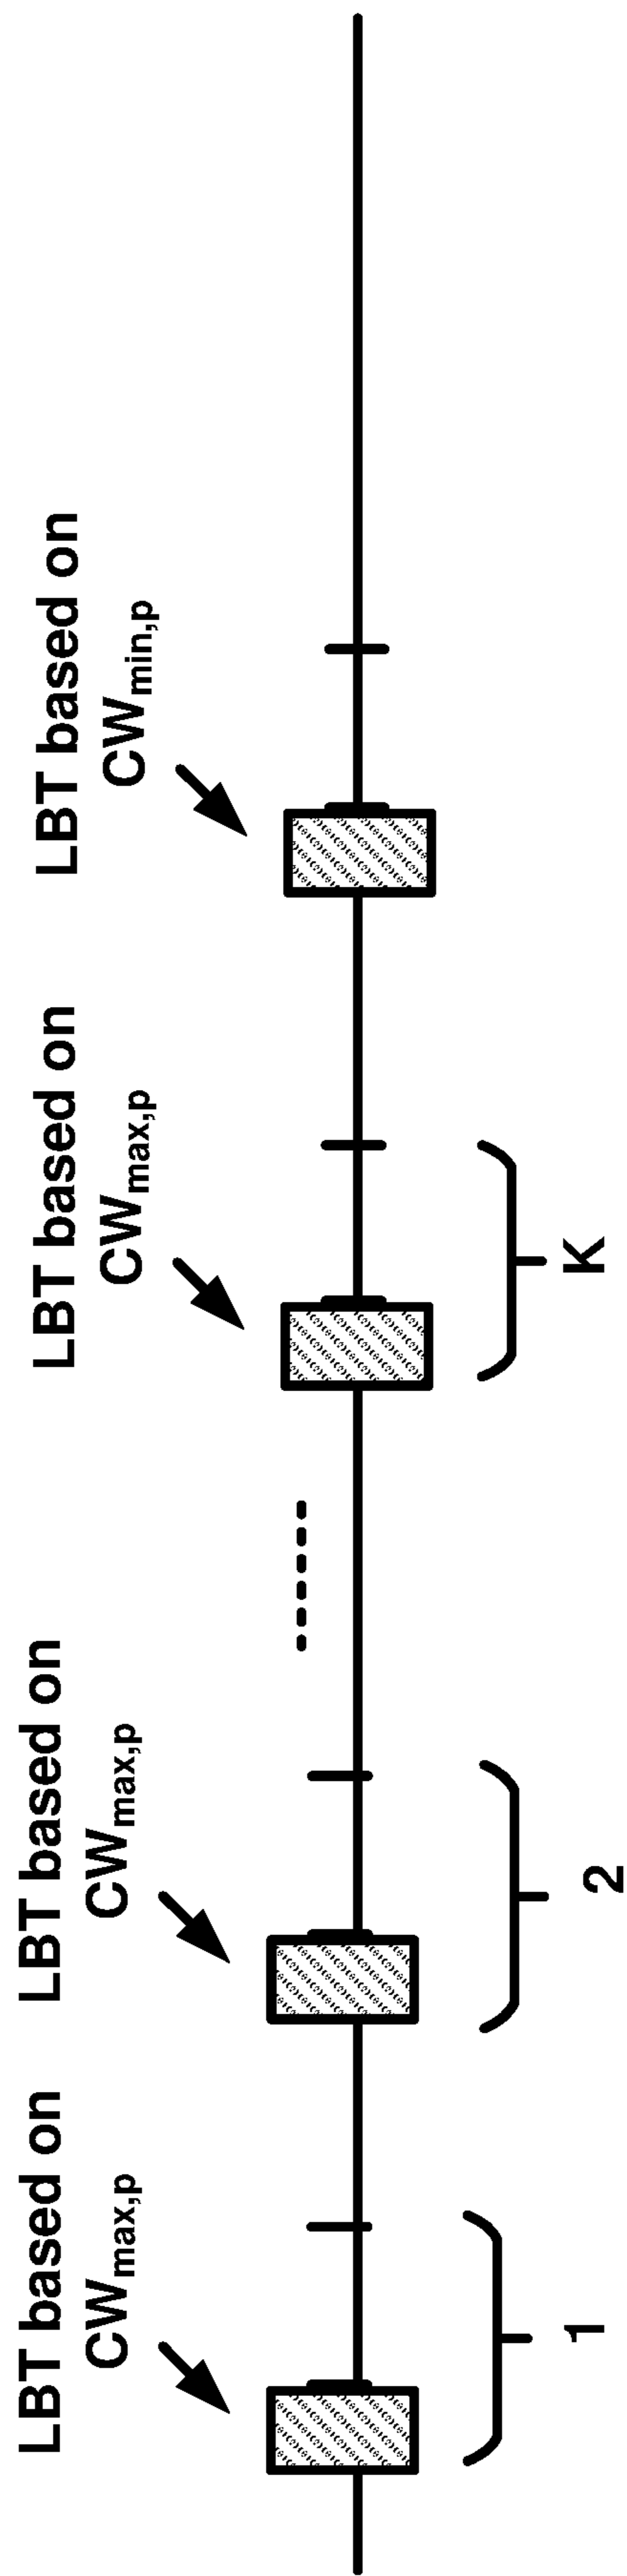 LBT based on
CWmax,p
LBT based on
CWmax,p
LBT based on
CWmax,p
LBT based on
CWmin,p
1
2
K